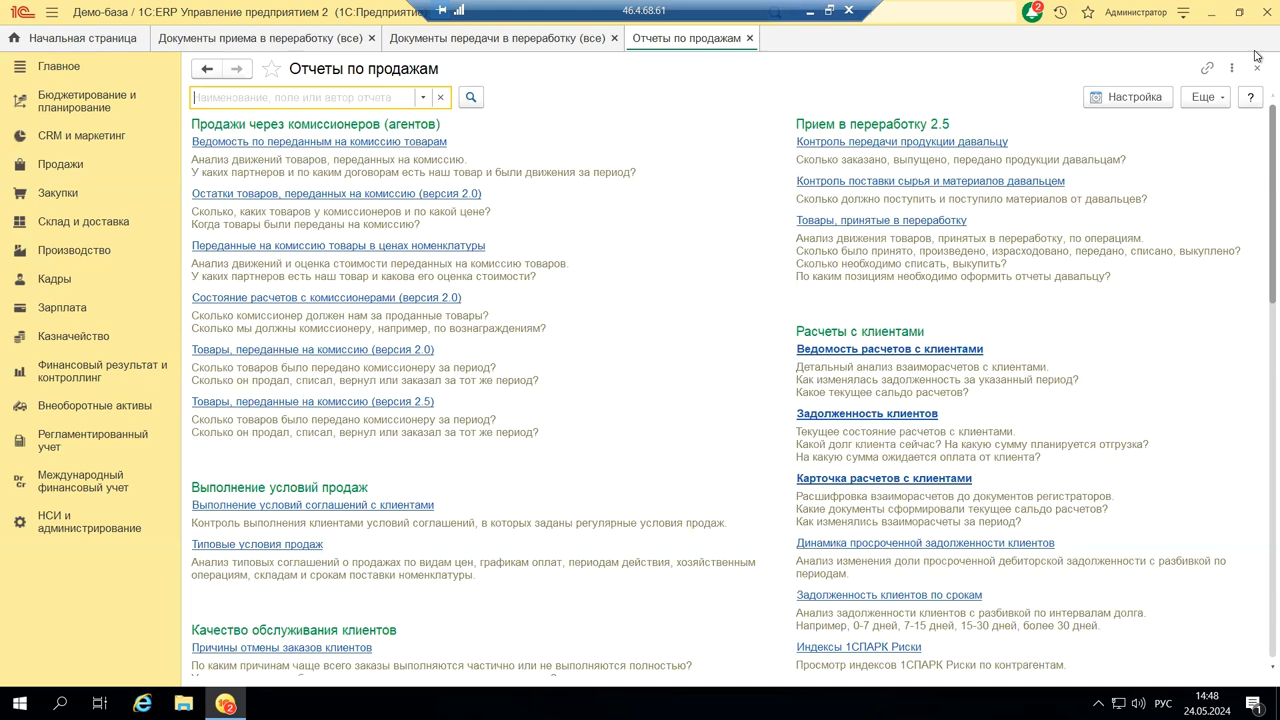 Демо-база / 1С:ERP Управление предприятием 2 (1С:Предприятие
46.4.68.61
2
Администратор
Начальная страница
Документы приема в переработку (все)
Документы передачи в переработку (все)
Отчеты по продажам
Главное
Бюджетирование и
планирование
CRM и маркетинг
Продажи
Закупки
Склад и доставка
Производство
Кадры
Зарплата
Казначейство
Финансовый результат и
контроллинг
Внеоборотные активы
Регламентированный
учет
Dr
Cr
Международный
финансовый учет
НСИ и
администрирование
Отчеты по продажам
Наименование, поле или автор отчета
Настройка
Еще
?
Продажи через комиссионеров (агентов)
Ведомость по переданным на комиссию товарам
Анализ движений товаров, переданных на комиссию.
У каких партнеров и по каким договорам есть наш товар и были движения за период?
Остатки товаров, переданных на комиссию (версия 2.0)
Сколько, каких товаров у комиссионеров и по какой цене?
Когда товары были переданы на комиссию?
Переданные на комиссию товары в ценах номенклатуры
Анализ движений и оценка стоимости переданных на комиссию товаров.
У каких партнеров есть наш товар и какова его оценка стоимости?
Состояние расчетов с комиссионерами (версия 2.0)
Сколько комиссионер должен нам за проданные товары?
Сколько мы должны комиссионеру, например, по вознаграждениям?
Товары, переданные на комиссию (версия 2.0)
Сколько товаров было передано комиссионеру за период?
Сколько он продал, списал, вернул или заказал за тот же период?
Товары, переданные на комиссию (версия 2.5)
Сколько товаров было передано комиссионеру за период?
Сколько он продал, списал, вернул или заказал за тот же период?
Выполнение условий продаж
Выполнение условий соглашений с клиентами
Контроль выполнения клиентами условий соглашений, в которых заданы регулярные условия продаж.
Типовые условия продаж
Анализ типовых соглашений о продажах по видам цен, графикам оплат, периодам действия, хозяйственным
операциям, складам и срокам поставки номенклатуры.
Качество обслуживания клиентов
Причины отмены заказов клиентов
По каким причинам чаще всего заказы выполняются частично или не выполняются полностью?
Прием в переработку 2.5
Контроль передачи продукции давальцу
Сколько заказано, выпущено, передано продукции давальцам?
Контроль поставки сырья и материалов давальцем
Сколько должно поступить и поступило материалов от давальцев?
Товары, принятые в переработку
Анализ движения товаров, принятых в переработку, по операциям.
Сколько было принято, произведено, израсходовано, передано, списано, выкуплено?
Сколько необходимо списать, выкупить?
По каким позициям необходимо оформить отчеты давальцу?
Расчеты с клиентами
Ведомость расчетов с клиентами
Детальный анализ взаиморасчетов с клиентами.
Как изменялась задолженность за указанный период?
Какое текущее сальдо расчетов?
Задолженность клиентов
Текущее состояние расчетов с клиентами.
Какой долг клиента сейчас? На какую сумму планируется отгрузка?
На какую сумма ожидается оплата от клиента?
Карточка расчетов с клиентами
Расшифровка взаиморасчетов до документов регистраторов.
Какие документы сформировали текущее сальдо расчетов?
Как изменялись взаиморасчеты за период?
Динамика просроченной задолженности клиентов
Анализ изменения доли просроченной дебиторской задолженности с разбивкой по
периодам.
Задолженность клиентов по срокам
Анализ задолженности клиентов с разбивкой по интервалам долга.
Например, 0-7 дней, 7-15 дней, 15-30 дней, более 30 дней.
Индексы 1СПАРК Риски
Просмотр индексов 1СПАРК Риски по контрагентам.
2
РУС
14:48
24.05.2024
1